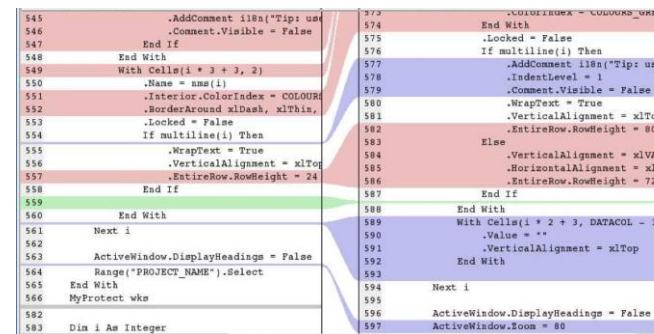 545 .AddComment i18n("Tip: use
546 .Comment.Visible = False
547 End If
548 End With
549 With Cells(i * 3 + 3, 2)
550 .Name = nms(i)
551 .Interior.ColorIndex = COLOURS
552 .BorderAround xlDash, xlThin,
553 .Locked = False
554 If multiline(i) Then
555 .WrapText = True
556 .VerticalAlignment = xlTop
557 .EntireRow.RowHeight = 24
558 End If
559
560 End With
561 Next i
562
563 ActiveWindow.DisplayHeadings = False
564 Range("PROJECT_NAME").Select
565 End With
566 MyProtect wks
582
583 Dim i As Integer
573 .ColorIndex = COLOURS_GR
574 End With
575 .Locked = False
576 If multiline(i) Then
577 .AddComment i18n("Tip: us
578 .IndentLevel = 1
579 .Comment.Visible = False
580 .WrapText = True
581 .VerticalAlignment = xlTo
582 .EntireRow.RowHeight = 80
583 Else
584 .VerticalAlignment = xlVA
585 .HorizontalAlignment = xl
586 .EntireRow.RowHeight = 72
587 End If
588 End With
589 With Cells(i * 2 + 3, DATACOL -
590 .Value = ""
591 .VerticalAlignment = xlTop
592 End With
593
594 Next i
595
596 ActiveWindow.DisplayHeadings = False
597 ActiveWindow.Zoom = 80